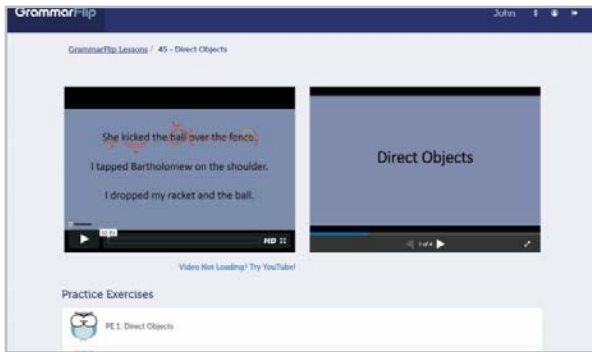 GrammarFlip
John $
GrammarFlip Lessons / 45 - Direct Objects
She kicked the ball over the fence.
I tapped Bartholomew on the shoulder.
I dropped my racket and the ball.
HD
Direct Objects
1 of 4
Video Not Loading? Try YouTube!
Practice Exercises
PE 1: Direct Objects